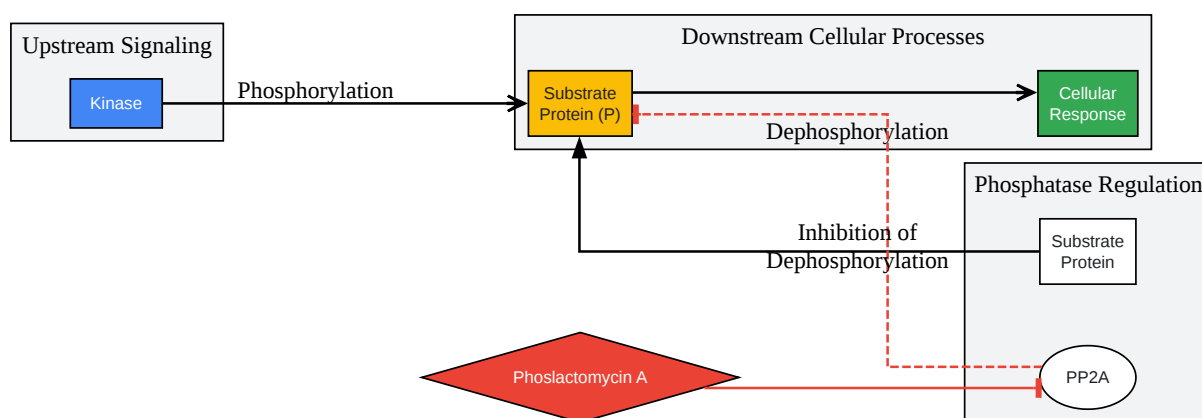 Upstream Signaling
Kinase
Phosphorylation
Downstream Cellular Processes
Substrate
Protein (P)
Cellular
Response
Dephosphorylation
Phosphatase Regulation
Inhibition of
Dephosphorylation
Substrate
Protein
Phoslactomycin A
PP2A